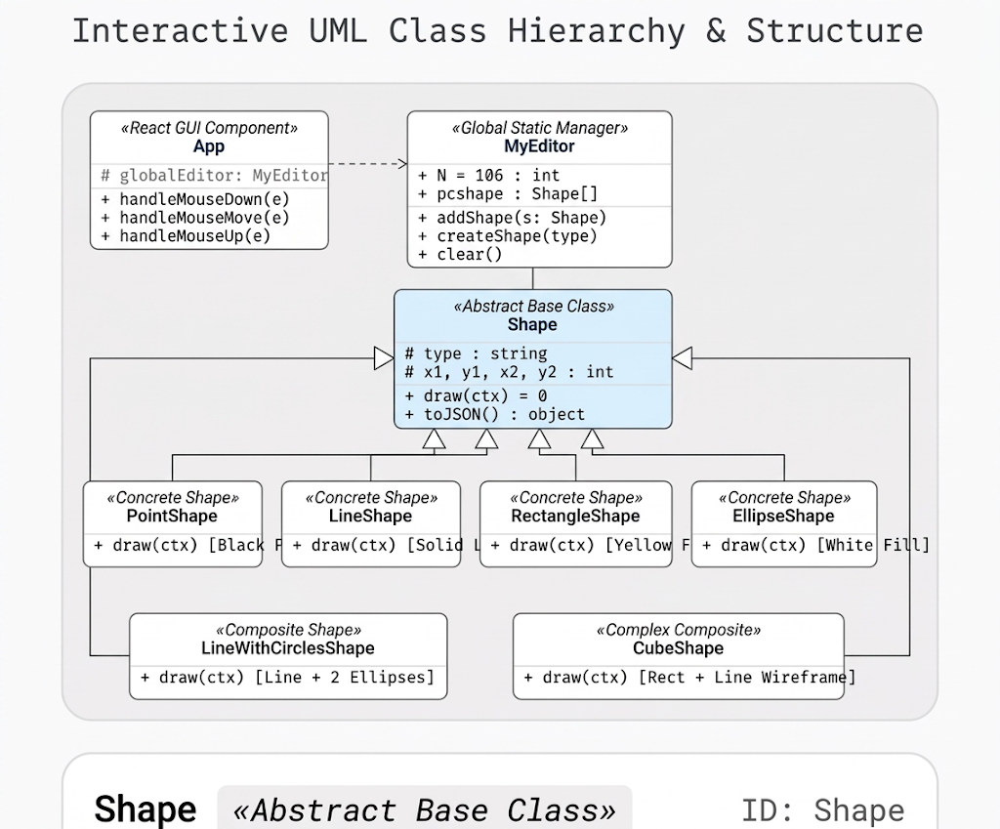 Interactive UML Class Hierarchy & Structure
«React GUI Component»
App
# globalEditor: MyEditor
+ handleMouseDown(e)
+ handleMouseMove(e)
+ handleMouseUp(e)
«Global Static Manager»
MyEditor
+ N = 106 : int
+ pcshape : Shape[]
+ addShape(s: Shape)
+ createShape(type)
+ clear()
«Abstract Base Class»
Shape
# type : string
# x1, y1, x2, y2 : int
+ draw(ctx) = 0
+ toJSON() : object
«Concrete Shape»
PointShape
+ draw(ctx) [Black F
«Concrete Shape»
LineShape
+ draw(ctx) [Solid L
«Concrete Shape»
RectangleShape
+ draw(ctx) [Yellow F
«Concrete Shape»
EllipseShape
+ draw(ctx) [White Fill]
«Composite Shape»
LineWithCirclesShape
+ draw(ctx) [Line + 2 Ellipses]
«Complex Composite»
CubeShape
+ draw(ctx) [Rect + Line Wireframe]
Shape «Abstract Base Class» ID: Shape